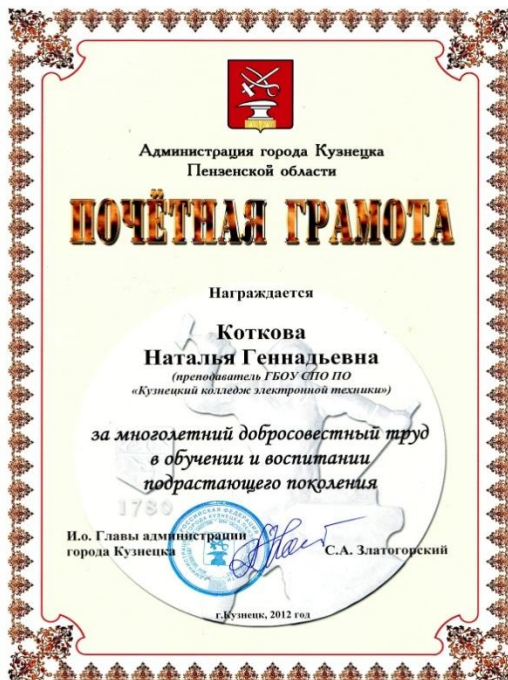 Администрация города Кузнецка
Пензенской области
ПОЧЁТНАЯ ГРАМОТА
Награждается
Коткова
Наталья Геннадьевна
(преподаватель ГБОУ СПО ПО
«Кузнецкий колледж электронной техники»)
за многолетний добросовестный труд
в обучении и воспитании
подрастающего поколения
1780
И.о. Главы администрации
города Кузнецка
С.А. Златогорский
г.Кузнецк, 2012 год